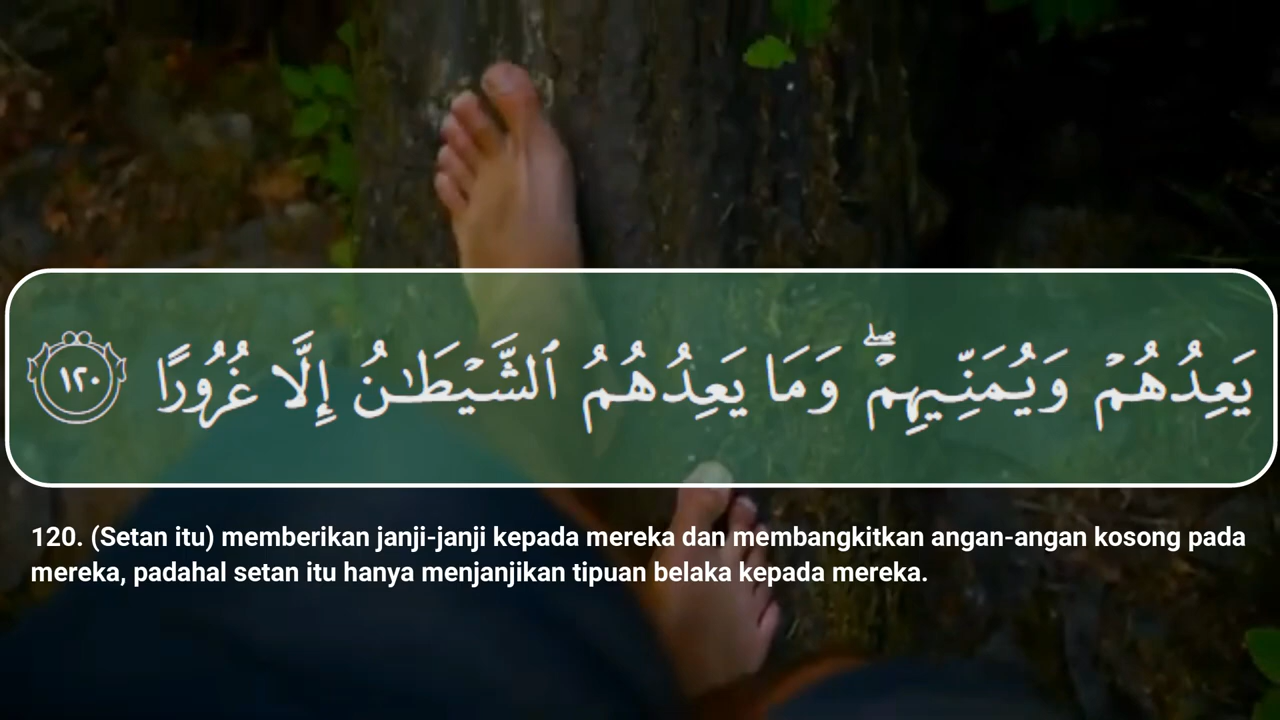 يَعِدُهُمْ وَيُمَنِّيهِمْ ۖ وَمَا يَعِدُهُمُ ٱلشَّيْطَـٰنُ إِلَّا غُرُورًا ١٢٠
120. (Setan itu) memberikan janji-janji kepada mereka dan membangkitkan angan-angan kosong pada
mereka, padahal setan itu hanya menjanjikan tipuan belaka kepada mereka.